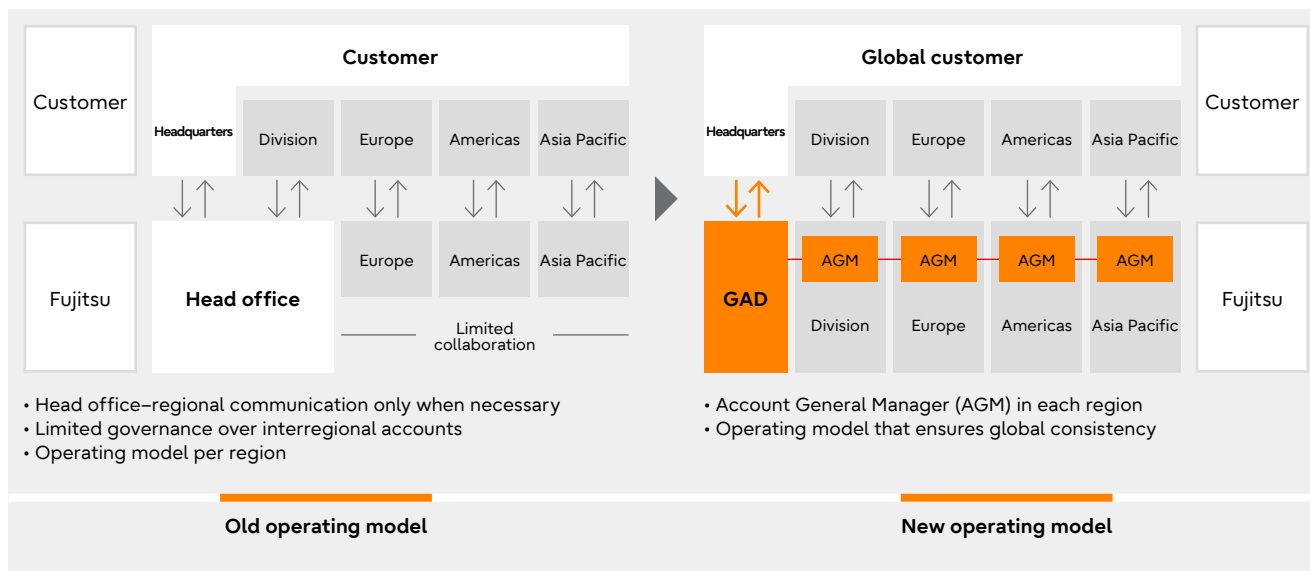 Customer
Customer
Headquarters
Division
Europe
Americas
Asia Pacific
Fujitsu
Head office
Europe
Americas
Asia Pacific
Limited
collaboration
• Head office–regional communication only when necessary
• Limited governance over interregional accounts
• Operating model per region
Old operating model
Global customer
Customer
Headquarters
Division
Europe
Americas
Asia Pacific
GAD
AGM
AGM
AGM
AGM
Division
Europe
Americas
Asia Pacific
Fujitsu
• Account General Manager (AGM) in each region
• Operating model that ensures global consistency
New operating model